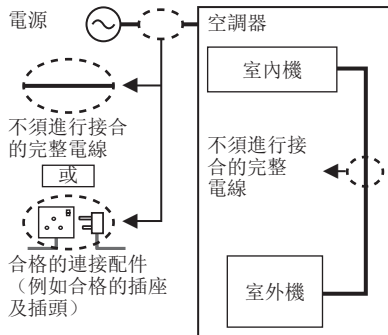 電源
空調器
室內機
不須進行接合
的完整電線
或
不須進行接
合的完整
電線
合格的連接配件
（例如合格的插座
及插頭）
室外機